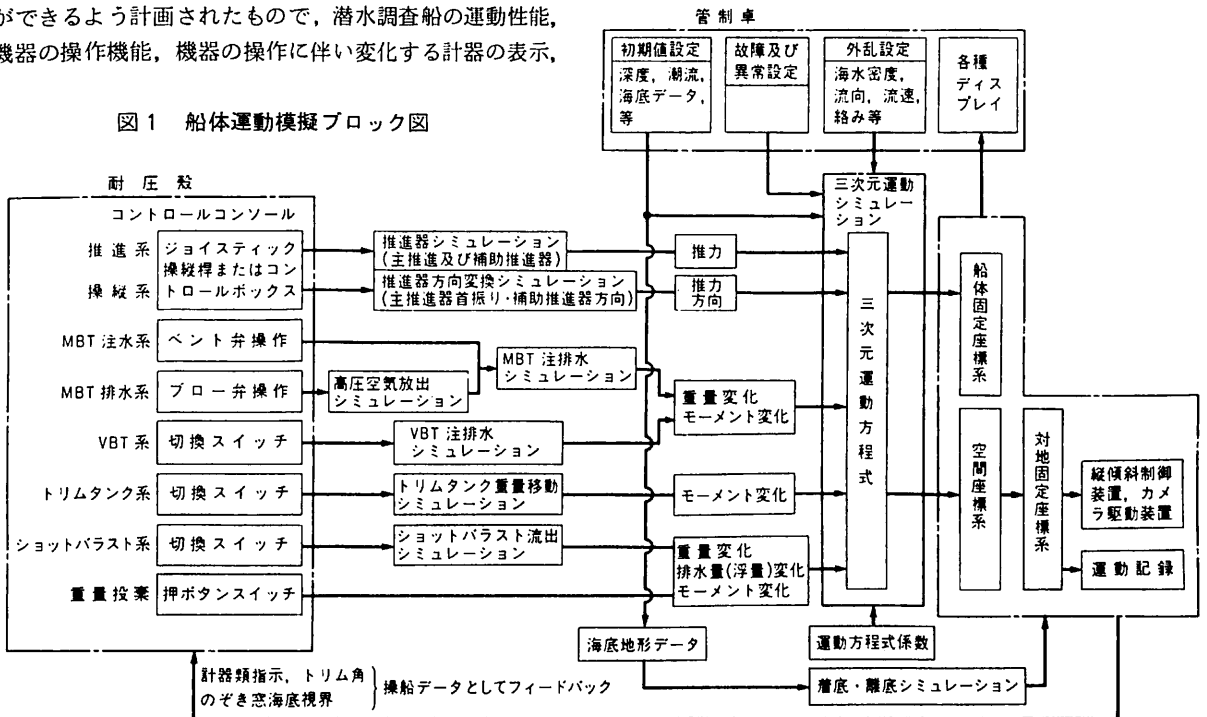 ができるよう計画されたもので，潜水調査船の運動性能，
機器の操作機能，機器の操作に伴い変化する計器の表示，
図1 船体運動模擬ブロック図
管制卓
初期値設定
深度，潮流，
海底データ，
等
故障及び
異常設定
外乱設定
海水密度，
流向，流速，
絡み等
各種
ディス
プレイ
耐圧殻
コントロールコンソール
推進系
操縦系
ジョイスティック
操縦桿またはコン
トロールボックス
推進器シミュレーション
(主推進及び補助推進器)
推力
推進器方向変換シミュレーション
(主推進器首振り・補助推進器方向)
推力
方向
MBT 注水系
ベント弁操作
MBT 注排水
シミュレーション
MBT 排水系
ブロー弁操作
高圧空気放出
シミュレーション
重量変化
モーメント変化
VBT系
切換スイッチ
VBT 注排水
シミュレーション
トリムタンク系
切換スイッチ
トリムタンク重量移動
シミュレーション
モーメント変化
ショットバラスト系
切換スイッチ
ショットバラスト流出
シミュレーション
重量変化
排水量(浮量)変化
モーメント変化
重量投棄
押ボタンスイッチ
三次元運動
シミュレー
ション
三次元運動方程式
船体固定座標系
空間座標系
対地固定座標系
縦傾斜制御
装置，カメ
ラ駆動装置
運動記録
海底地形データ
運動方程式係数
着底・離底シミュレーション
計器類指示，トリム角
のぞき窓海底視界
操船データとしてフィードバック